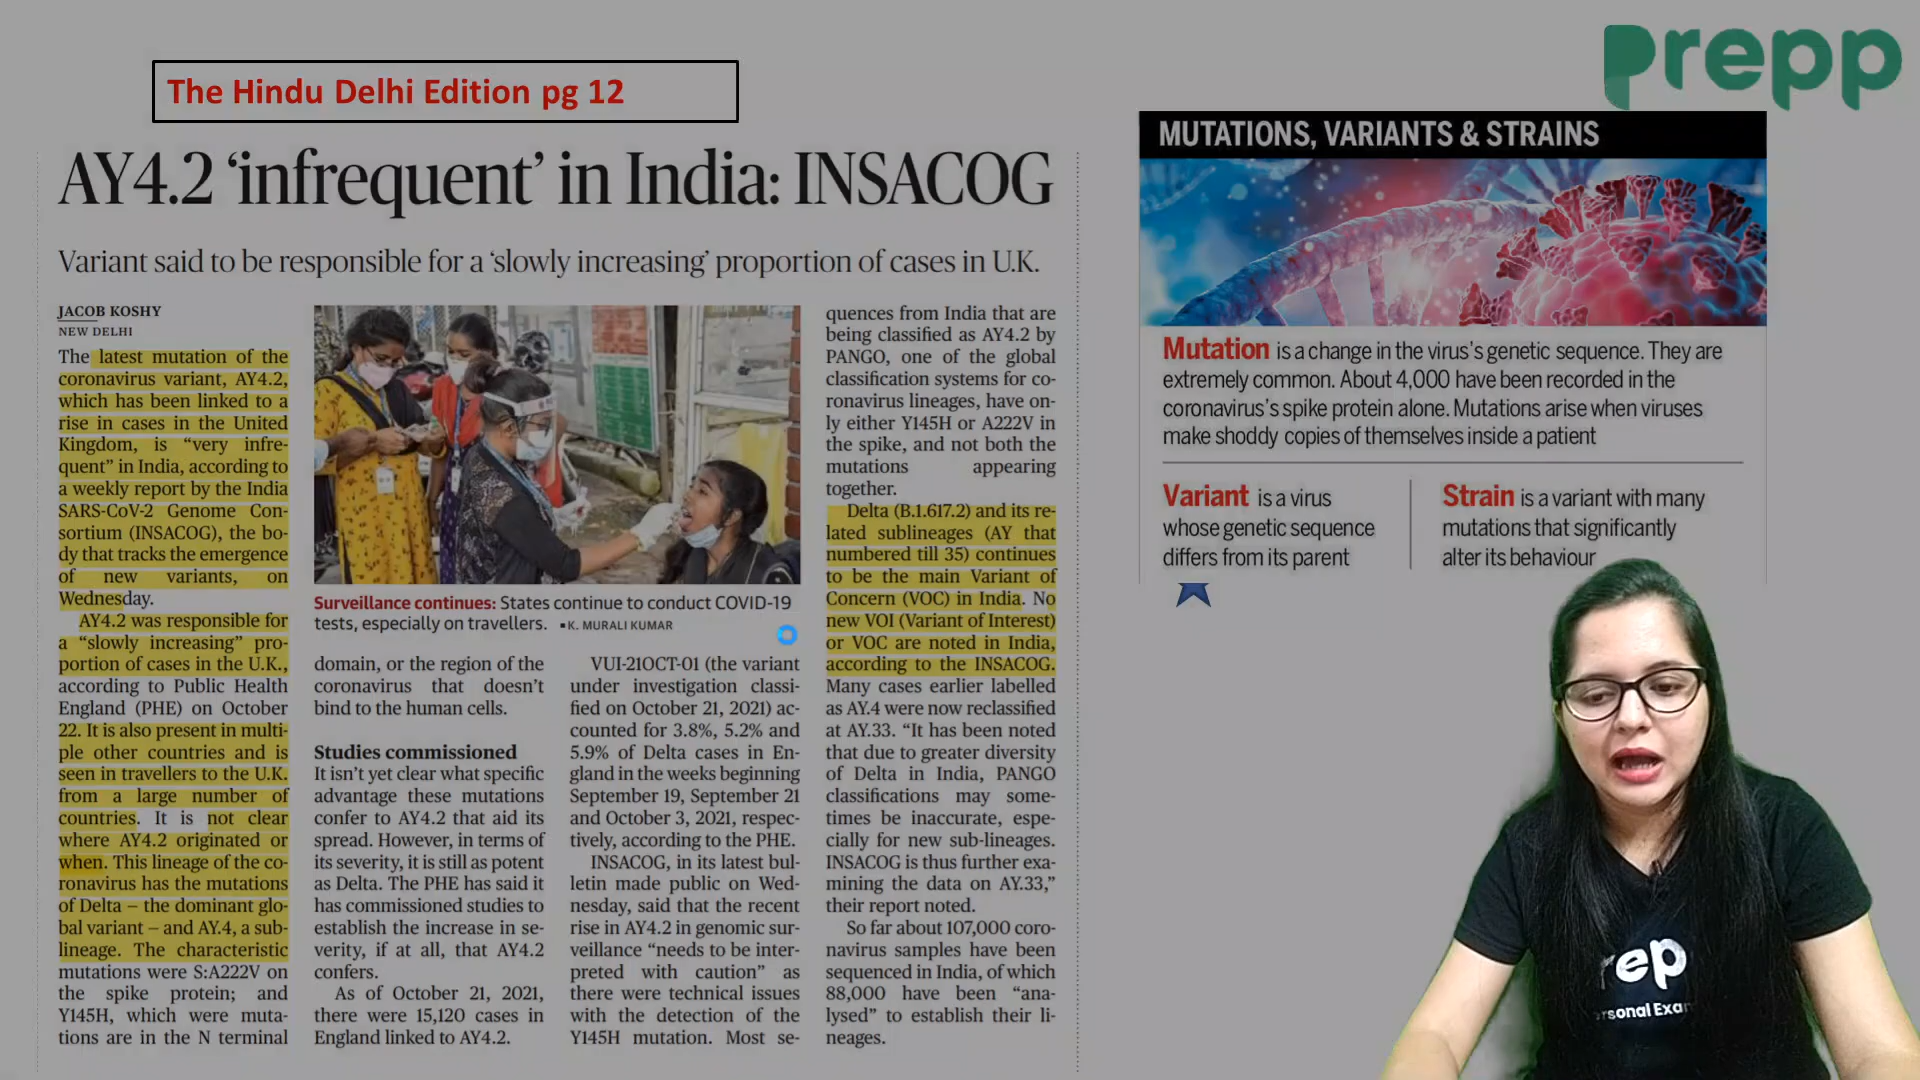 prepp
The Hindu Delhi Edition pg 12
AY4.2 ‘infrequent’ in India: INSACOG
Variant said to be responsible for a ‘slowly increasing’ proportion of cases in U.K.
JACOB KOSHY
NEW DELHI
The latest mutation of the
coronavirus variant, AY4.2,
which has been linked to a
rise in cases in the United
Kingdom, is “very infre-
quent” in India, according to
a weekly report by the India
SARS-CoV-2 Genome Con-
sortium (INSACOG), the bo-
dy that tracks the emergence
of new variants, on
Wednesday.
AY4.2 was responsible for
a “slowly increasing” pro-
portion of cases in the U.K.,
according to Public Health
England (PHE) on October
22. It is also present in multi-
ple other countries and is
seen in travellers to the U.K.
from a large number of
countries. It is not clear
where AY4.2 originated or
when. This lineage of the co-
ronavirus has the mutations
of Delta – the dominant glo-
bal variant – and AY.4, a sub-
lineage. The characteristic
mutations were S:A222V on
the spike protein; and
Y145H, which were muta-
tions are in the N terminal
Surveillance continues: States continue to conduct COVID-19
tests, especially on travellers. ▪K. MURALI KUMAR
domain, or the region of the
coronavirus that doesn’t
bind to the human cells.
Studies commissioned
It isn’t yet clear what specific
advantage these mutations
confer to AY4.2 that aid its
spread. However, in terms of
its severity, it is still as potent
as Delta. The PHE has said it
has commissioned studies to
establish the increase in se-
verity, if at all, that AY4.2
confers.
As of October 21, 2021,
there were 15,120 cases in
England linked to AY4.2.
VUI-21OCT-01 (the variant
under investigation classi-
fied on October 21, 2021) ac-
counted for 3.8%, 5.2% and
5.9% of Delta cases in En-
gland in the weeks beginning
September 19, September 21
and October 3, 2021, respec-
tively, according to the PHE.
INSACOG, in its latest bul-
letin made public on Wed-
nesday, said that the recent
rise in AY4.2 in genomic sur-
veillance “needs to be inter-
preted with caution” as
there were technical issues
with the detection of the
Y145H mutation. Most se-
quences from India that are
being classified as AY4.2 by
PANGO, one of the global
classification systems for co-
ronavirus lineages, have on-
ly either Y145H or A222V in
the spike, and not both the
mutations appearing
together.
Delta (B.1.617.2) and its re-
lated sublineages (AY that
numbered till 35) continues
to be the main Variant of
Concern (VOC) in India. No
new VOI (Variant of Interest)
or VOC are noted in India,
according to the INSACOG.
Many cases earlier labelled
as AY.4 were now reclassified
at AY.33. “It has been noted
that due to greater diversity
of Delta in India, PANGO
classifications may some-
times be inaccurate, espe-
cially for new sub-lineages.
INSACOG is thus further exa-
mining the data on AY.33,”
their report noted.
So far about 107,000 coro-
navirus samples have been
sequenced in India, of which
88,000 have been “ana-
lysed” to establish their li-
neages.
MUTATIONS, VARIANTS & STRAINS
Mutation is a change in the virus’s genetic sequence. They are
extremely common. About 4,000 have been recorded in the
coronavirus’s spike protein alone. Mutations arise when viruses
make shoddy copies of themselves inside a patient
Variant is a virus
whose genetic sequence
differs from its parent
Strain is a variant with many
mutations that significantly
alter its behaviour
rep
rsonal Exa